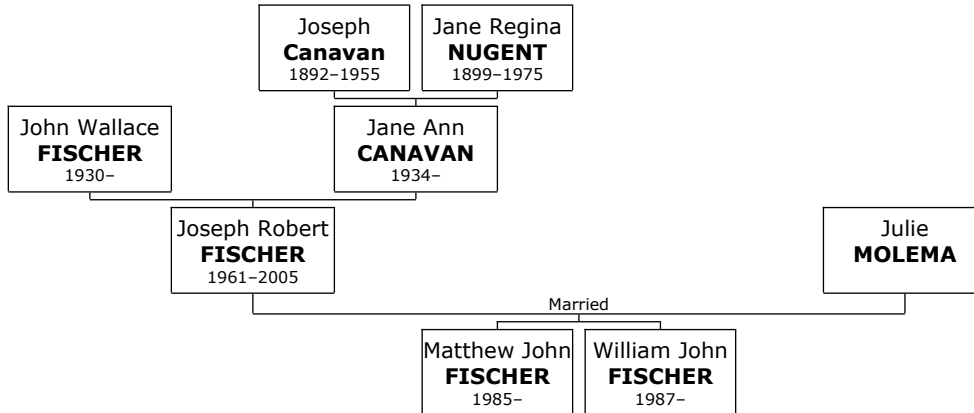 Joseph
Canavan
1892–1955
Jane Regina
NUGENT
1899–1975
John Wallace
FISCHER
1930–
Jane Ann
CANAVAN
1934–
Joseph Robert
FISCHER
1961–2005
Julie
MOLEMA
Married
Matthew John
FISCHER
1985–
William John
FISCHER
1987–